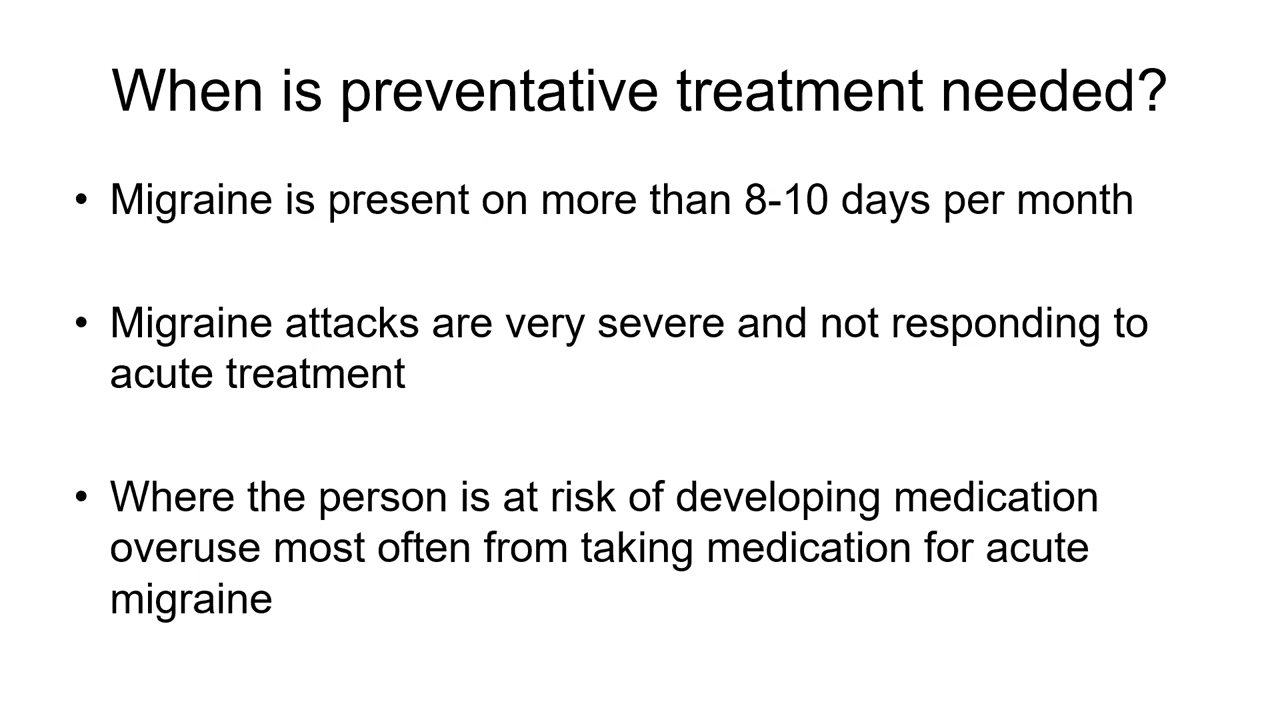 When is preventative treatment needed?
• Migraine is present on more than 8-10 days per month
• Migraine attacks are very severe and not responding to
acute treatment
• Where the person is at risk of developing medication
overuse most often from taking medication for acute
migraine